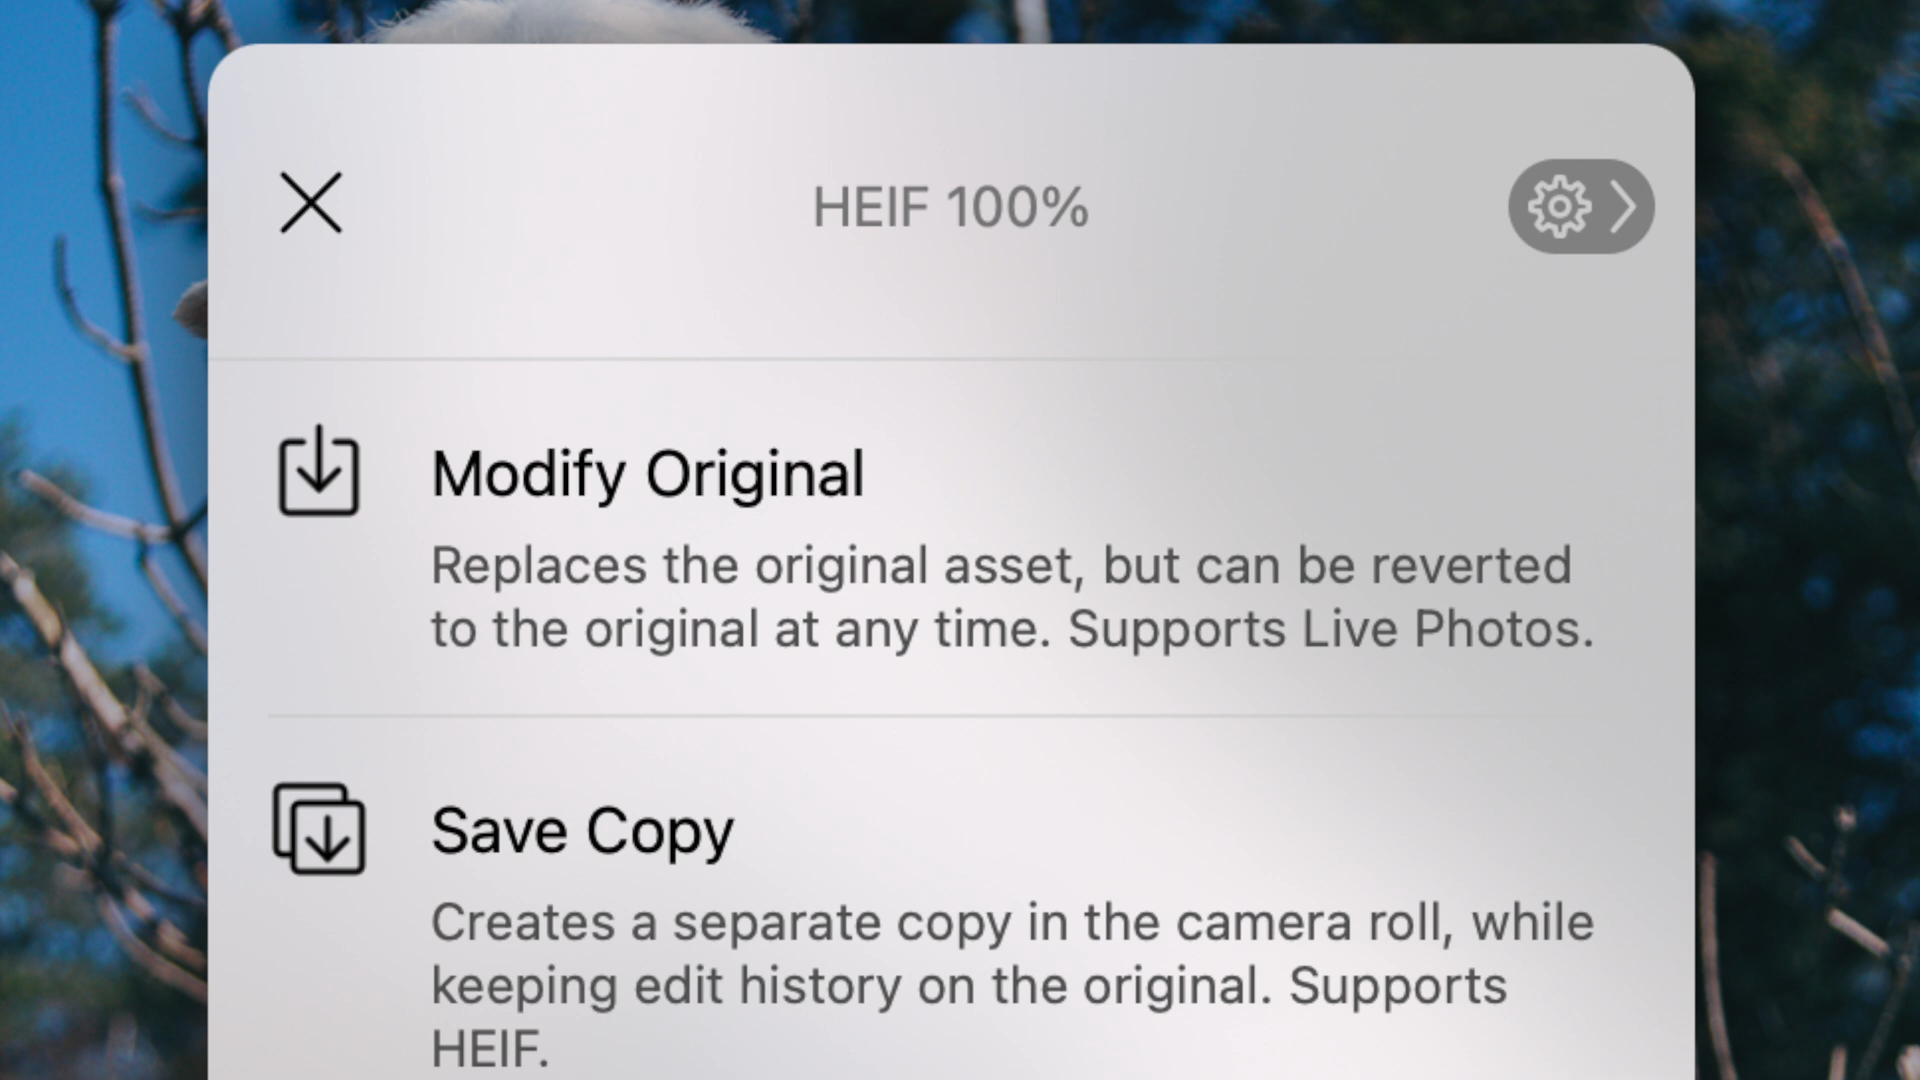 HEIF 100%
Modify Original
Replaces the original asset, but can be reverted
to the original at any time. Supports Live Photos.
Save Copy
Creates a separate copy in the camera roll, while
keeping edit history on the original. Supports
HEIF.